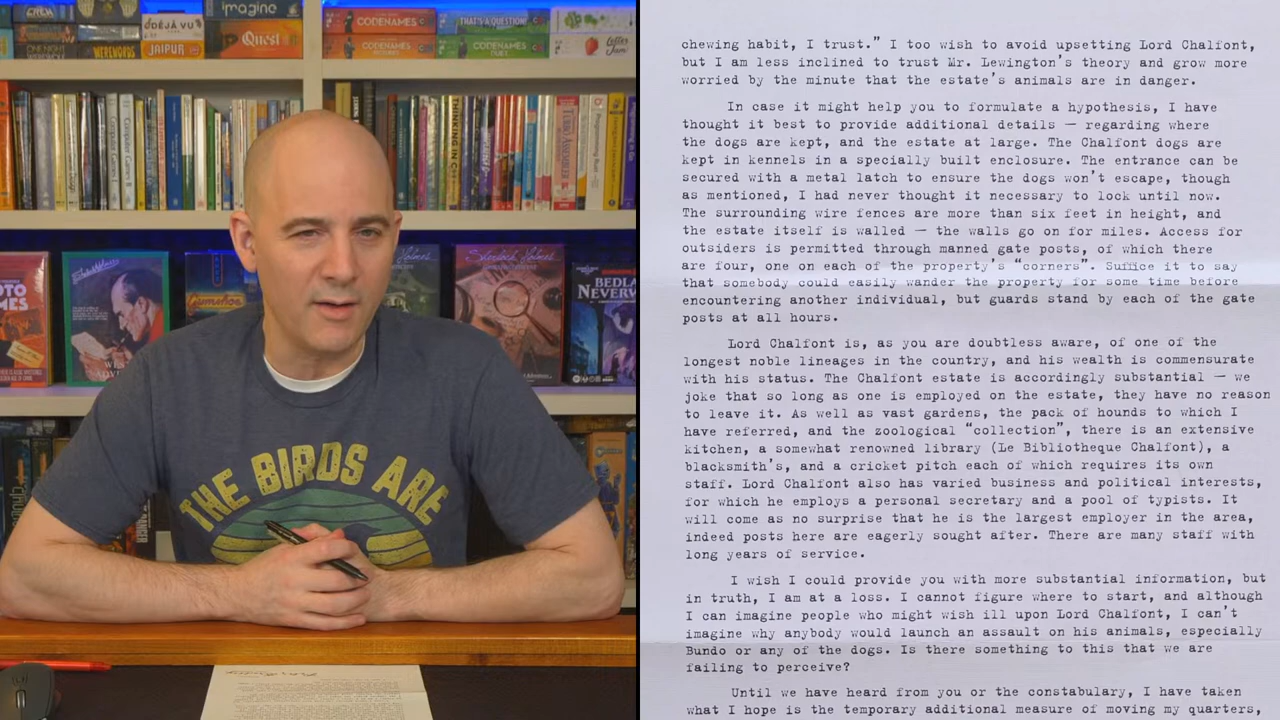 imagine
CREW
DÉJÀ VU
ONE NIGHT
WEREWORDS
JAIPUR
Quest
CODENAMES
CODENAMES
THAT'S A QUESTION!
CODENAMES
DUET
Letter
Jam
THINKING IN C++
TURBO ASSEMBLER
Gumshoe
Sherlock Holmes
BEDLAM
NEVERW
THE BIRDS ARE
chewing habit, I trust." I too wish to avoid upsetting Lord Chalfont,
but I am less inclined to trust Mr. Lewington's theory and grow more
worried by the minute that the estate's animals are in danger.
In case it might help you to formulate a hypothesis, I have
thought it best to provide additional details — regarding where
the dogs are kept, and the estate at large. The Chalfont dogs are
kept in kennels in a specially built enclosure. The entrance can be
secured with a metal latch to ensure the dogs won't escape, though
as mentioned, I had never thought it necessary to lock until now.
The surrounding wire fences are more than six feet in height, and
the estate itself is walled — the walls go on for miles. Access for
outsiders is permitted through manned gate posts, of which there
are four, one on each of the property's "corners". Suffice it to say
that somebody could easily wander the property for some time before
encountering another individual, but guards stand by each of the gate
posts at all hours.
Lord Chalfont is, as you are doubtless aware, of one of the
longest noble lineages in the country, and his wealth is commensurate
with his status. The Chalfont estate is accordingly substantial — we
joke that so long as one is employed on the estate, they have no reason
to leave it. As well as vast gardens, the pack of hounds to which I
have referred, and the zoological "collection", there is an extensive
kitchen, a somewhat renowned library (Le Bibliotheque Chalfont), a
blacksmith's, and a cricket pitch each of which requires its own
staff. Lord Chalfont also has varied business and political interests,
for which he employs a personal secretary and a pool of typists. It
will come as no surprise that he is the largest employer in the area,
indeed posts here are eagerly sought after. There are many staff with
long years of service.
I wish I could provide you with more substantial information, but
in truth, I am at a loss. I cannot figure where to start, and although
I can imagine people who might wish ill upon Lord Chalfont, I can't
imagine why anybody would launch an assault on his animals, especially
Bundo or any of the dogs. Is there something to this that we are
failing to perceive?
Until I have heard from you or the constabulary, I have taken
what I hope is the temporary additional measure of moving my quarters,